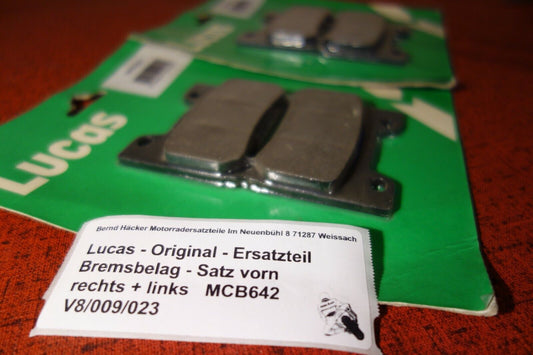 Lucas
Lucas
Bernd Häcker Motorradersatzteile Im Neuenbühl 8 71287 Weissach
Lucas - Original - Ersatzteil
Bremsbelag - Satz vorn
rechts + links MCB642
V8/009/023